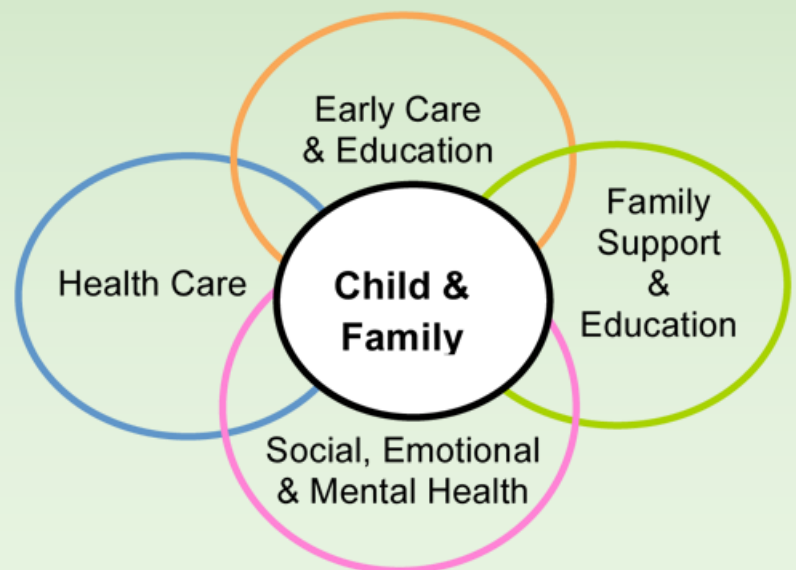 Early Care
& Education
Health Care
Child &
Family
Family
Support
&
Education
Social, Emotional
& Mental Health